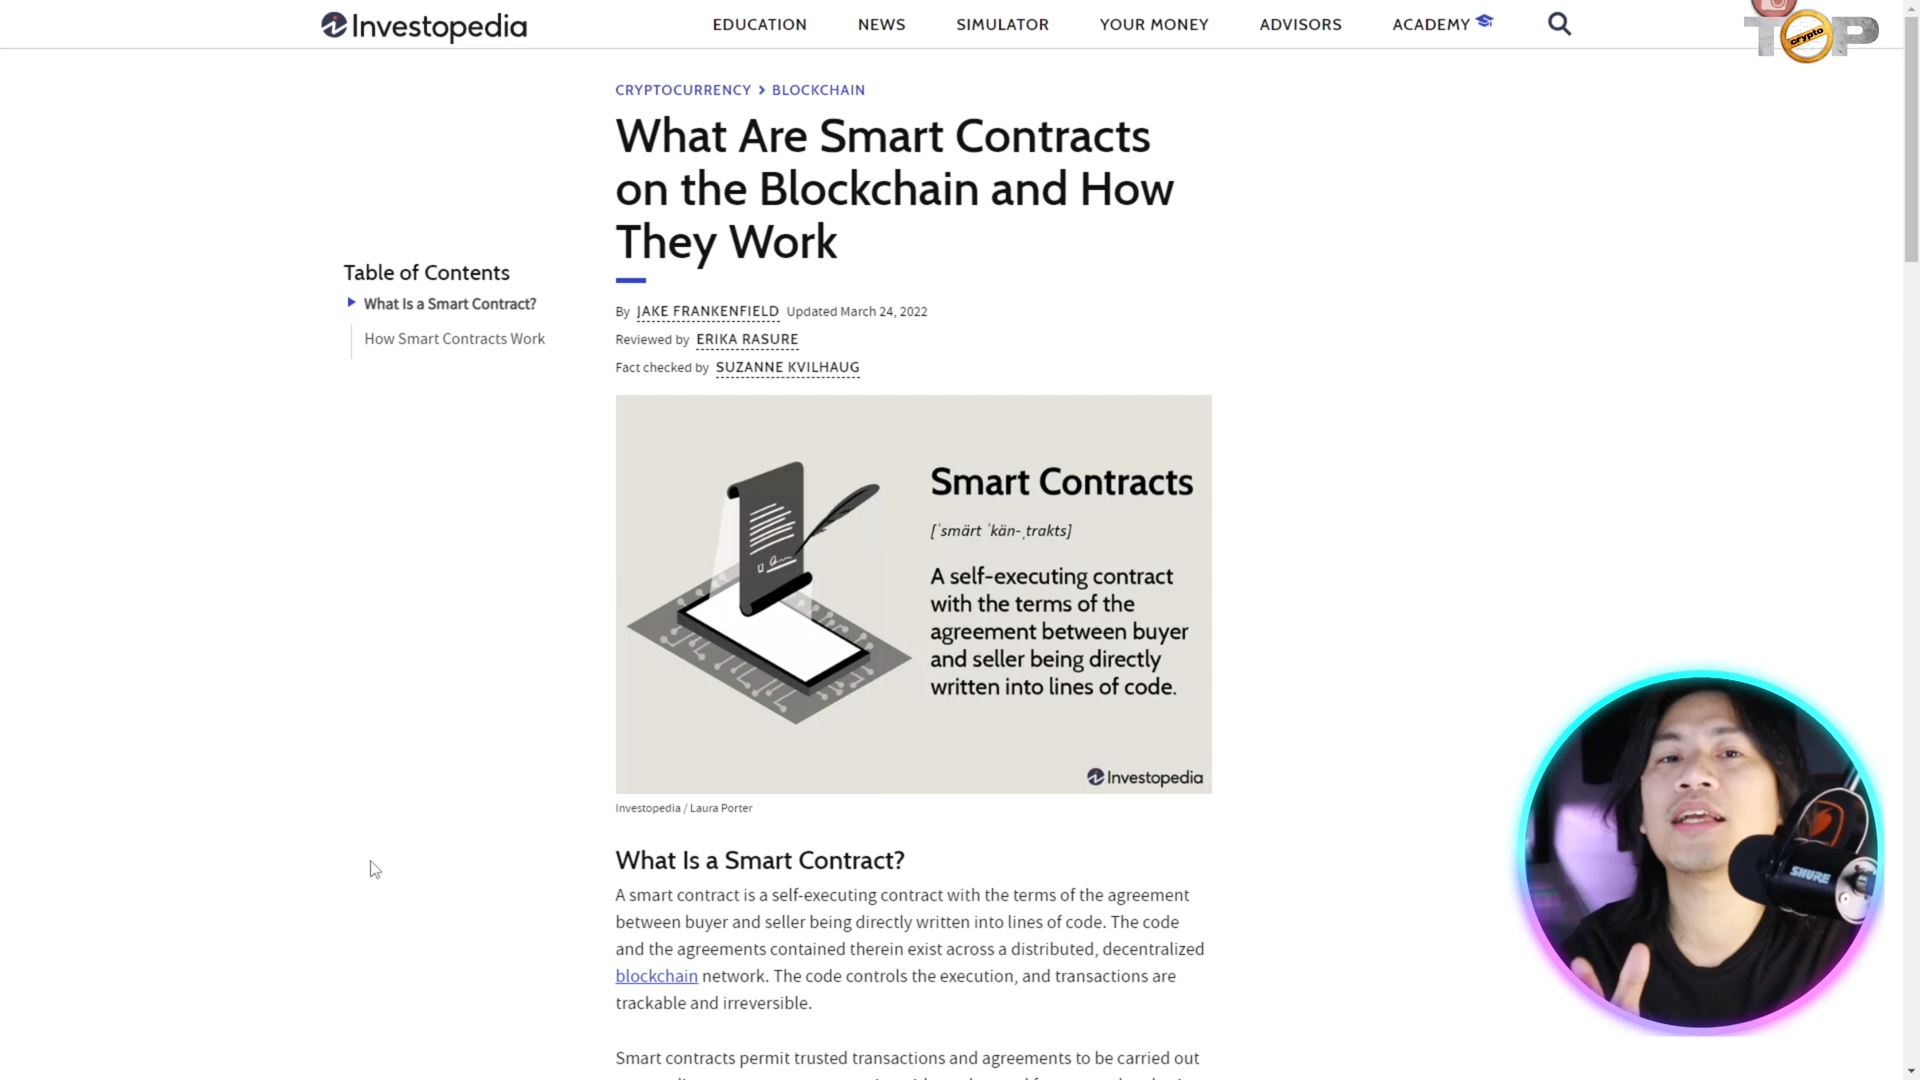 Investopedia
EDUCATION NEWS SIMULATOR YOUR MONEY ADVISORS ACADEMY
TOP
crypto
CRYPTOCURRENCY > BLOCKCHAIN
What Are Smart Contracts
on the Blockchain and How
They Work
Table of Contents
What Is a Smart Contract?
How Smart Contracts Work
By JAKE FRANKENFIELD Updated March 24, 2022
Reviewed by ERIKA RASURE
Fact checked by SUZANNE KVILHAUG
Smart Contracts
[ˈsmärt ˈkän-ˌtrakts]
A self-executing contract
with the terms of the
agreement between buyer
and seller being directly
written into lines of code.
Investopedia
Investopedia / Laura Porter
What Is a Smart Contract?
A smart contract is a self-executing contract with the terms of the agreement
between buyer and seller being directly written into lines of code. The code
and the agreements contained therein exist across a distributed, decentralized
blockchain network. The code controls the execution, and transactions are
trackable and irreversible.
Smart contracts permit trusted transactions and agreements to be carried out
SHURE